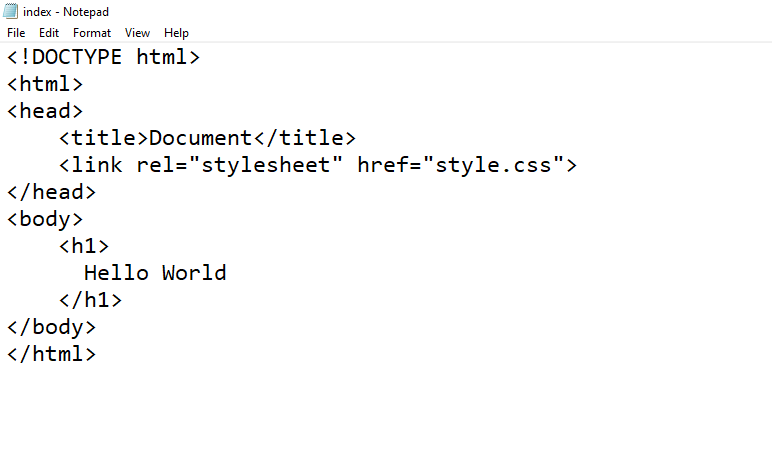 index - Notepad
File Edit Format View Help
<!DOCTYPE html>
<html>
<head>
    <title>Document</title>
    <link rel="stylesheet" href="style.css">
</head>
<body>
    <h1>
      Hello World
    </h1>
</body>
</html>